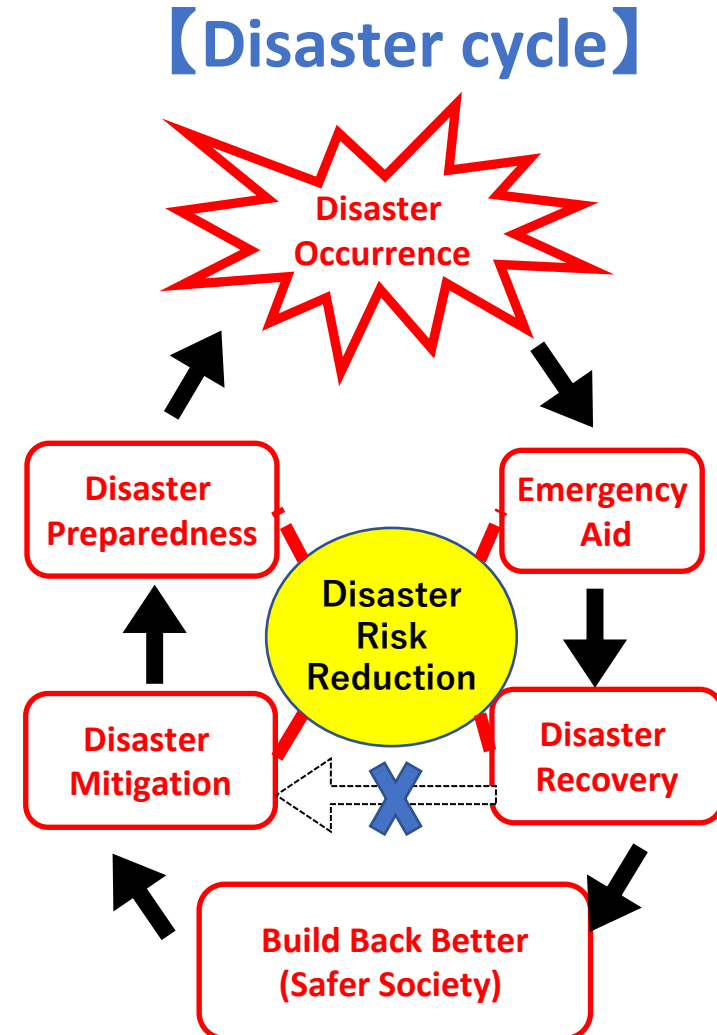 【Disaster cycle】
Disaster
Occurrence
Emergency
Aid
Disaster
Recovery
Build Back Better
(Safer Society)
Disaster
Mitigation
Disaster
Preparedness
Disaster
Risk
Reduction